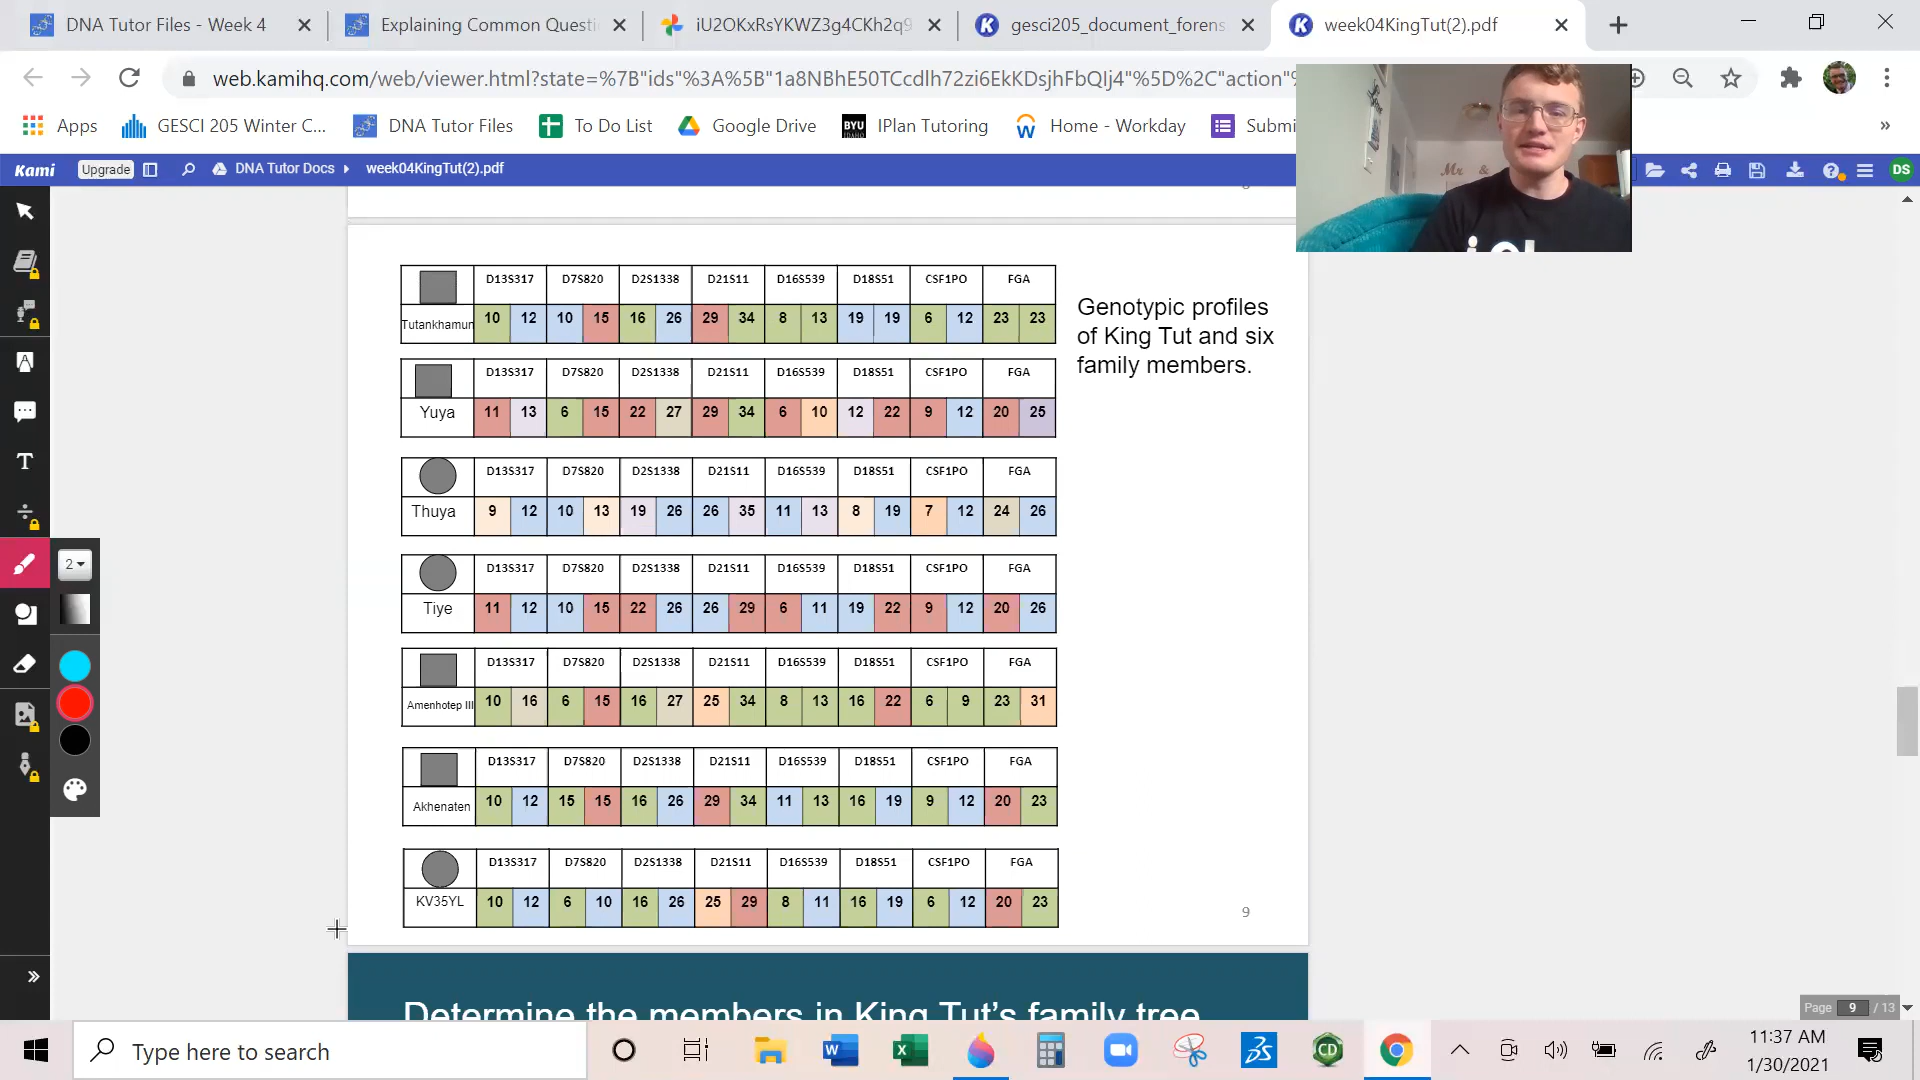 DNA Tutor Files - Week 4
Explaining Common Questi
iU2OKxRsYKWZ3g4CKh2q9
gesci205_document_forens
week04KingTut(2).pdf
web.kamihq.com/web/viewer.html?state=%7B"ids"%3A%5B"1a8NBhE50TCcdlh72zi6EkKDsjhFbQlj4"%5D%2C"action"%
Apps
GESCI 205 Winter C...
DNA Tutor Files
To Do List
Google Drive
BYU IDAHO
IPlan Tutoring
Home - Workday
Submi
»
Kami
Upgrade
DNA Tutor Docs
week04KingTut(2).pdf
DS
Mr &
D13S317 D7S820 D2S1338 D21S11 D16S539 D18S51 CSF1PO FGA
Tutankhamun 10 12 10 15 16 26 29 34 8 13 19 19 6 12 23 23
Genotypic profiles
of King Tut and six
family members.
D13S317 D7S820 D2S1338 D21S11 D16S539 D18S51 CSF1PO FGA
Yuya 11 13 6 15 22 27 29 34 6 10 12 22 9 12 20 25
D13S317 D7S820 D2S1338 D21S11 D16S539 D18S51 CSF1PO FGA
Thuya 9 12 10 13 19 26 26 35 11 13 8 19 7 12 24 26
D13S317 D7S820 D2S1338 D21S11 D16S539 D18S51 CSF1PO FGA
Tiye 11 12 10 15 22 26 26 29 6 11 19 22 9 12 20 26
D13S317 D7S820 D2S1338 D21S11 D16S539 D18S51 CSF1PO FGA
Amenhotep III 10 16 6 15 16 27 25 34 8 13 16 22 6 9 23 31
D13S317 D7S820 D2S1338 D21S11 D16S539 D18S51 CSF1PO FGA
Akhenaten 10 12 15 15 16 26 29 34 11 13 16 19 9 12 20 23
D13S317 D7S820 D2S1338 D21S11 D16S539 D18S51 CSF1PO FGA
KV35YL 10 12 6 10 16 26 25 29 8 11 16 19 6 12 20 23
9
2
Determine the members in King Tut's family tree
Page 9 / 13
Type here to search
11:37 AM
1/30/2021